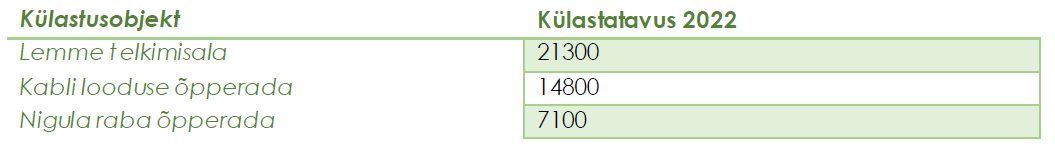 Külastusobjekt Külastatavus 2022
Lemme telkimisala 21300
Kabli looduse õpperada 14800
Nigula raba õpperada 7100